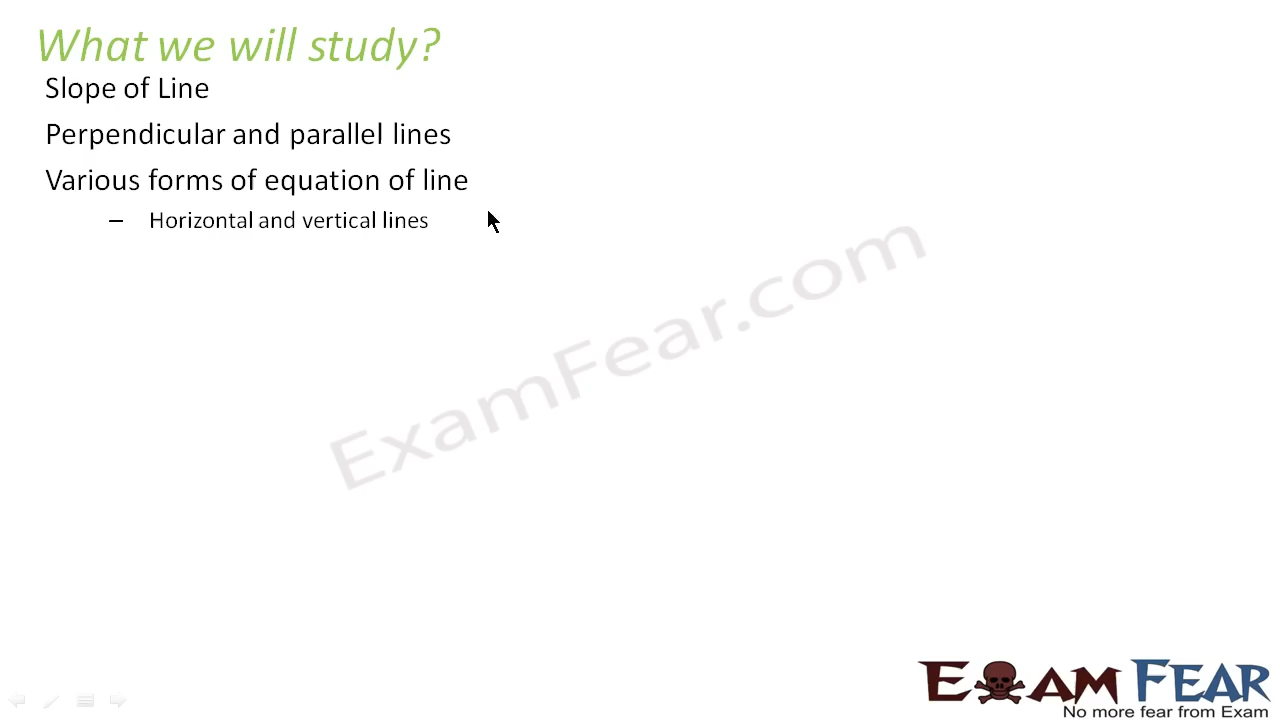 What we will study?
Slope of Line
Perpendicular and parallel lines
Various forms of equation of line
– Horizontal and vertical lines
ExamFear.com
EXAM FEAR
No more fear from Exam